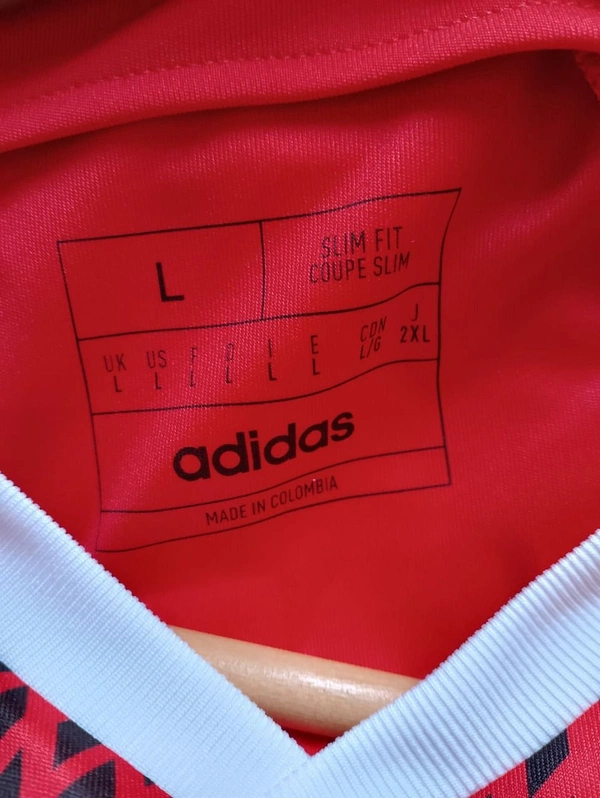 L
SLIM FIT
COUPE SLIM
UK US F D I E CDN J
L L L L L L L/G 2XL
adidas
MADE IN COLOMBIA